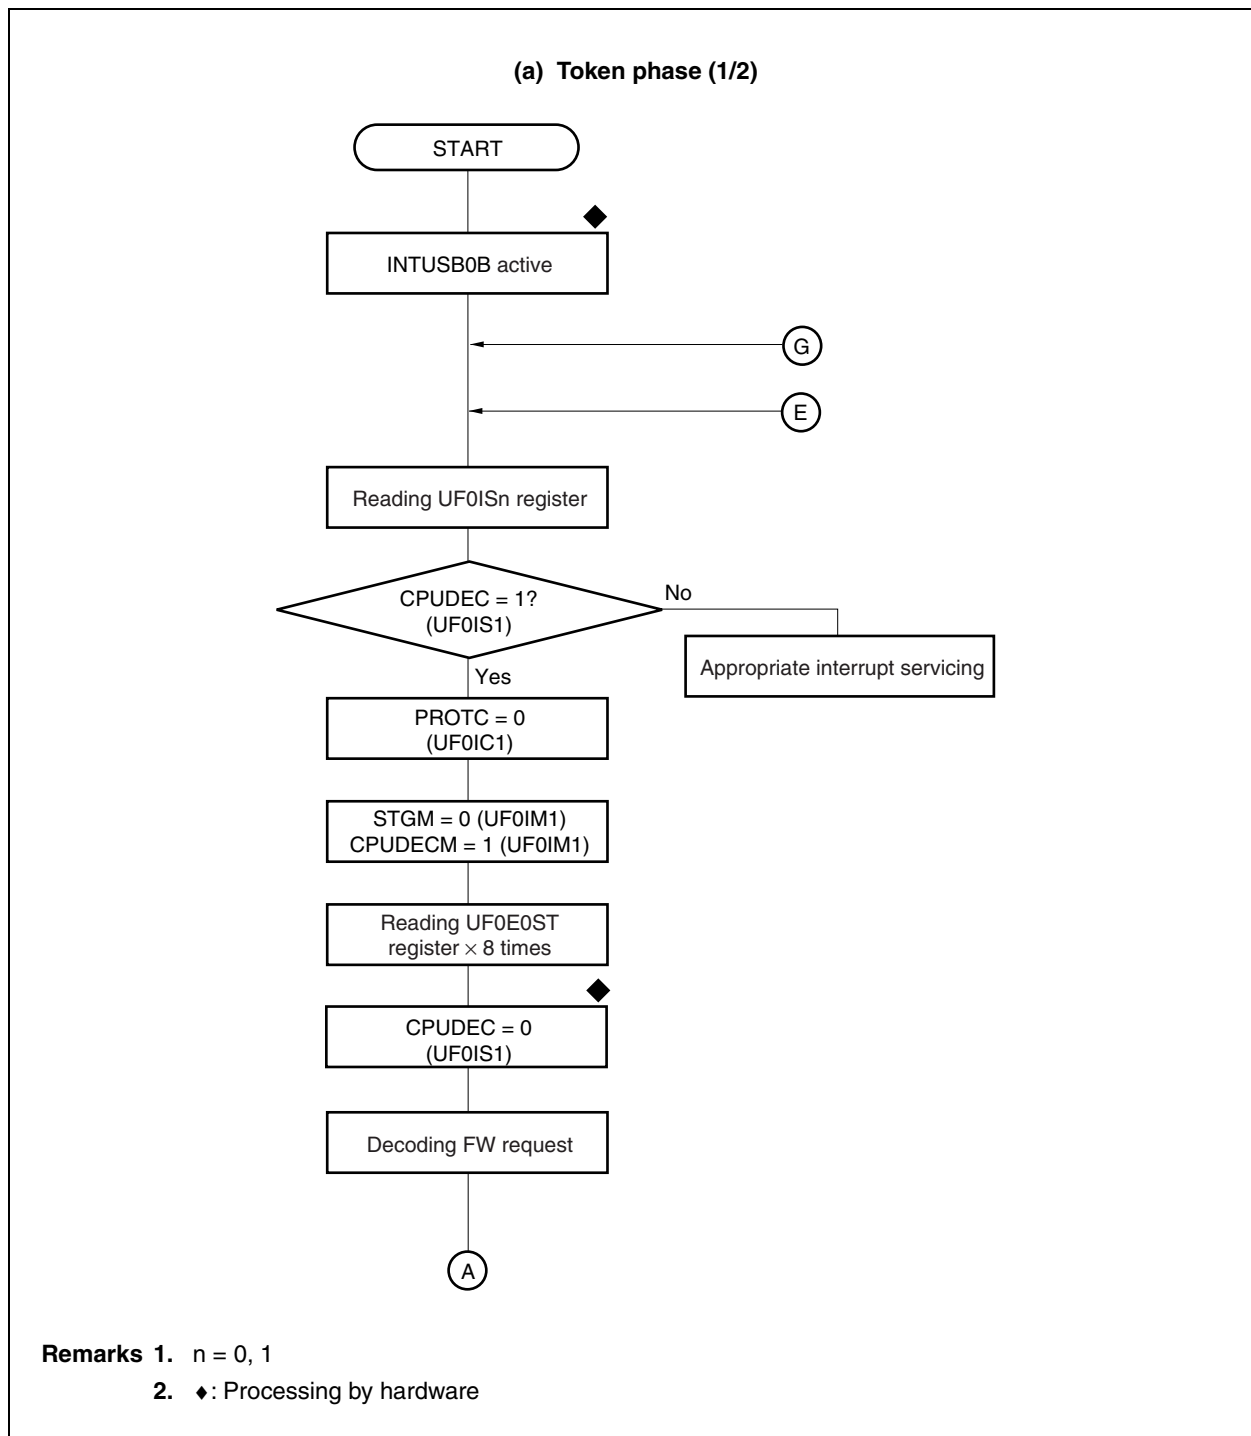 (a) Token phase (1/2)
START
INTUSB0B active
G
E
Reading UF0ISn register
CPUDEC = 1?
(UF0IS1)
No
Appropriate interrupt servicing
Yes
PROTC = 0
(UF0IC1)
STGM = 0 (UF0IM1)
CPUDECM = 1 (UF0IM1)
Reading UF0E0ST
register × 8 times
CPUDEC = 0
(UF0IS1)
Decoding FW request
A
Remarks 1. n = 0, 1
2. ♦: Processing by hardware